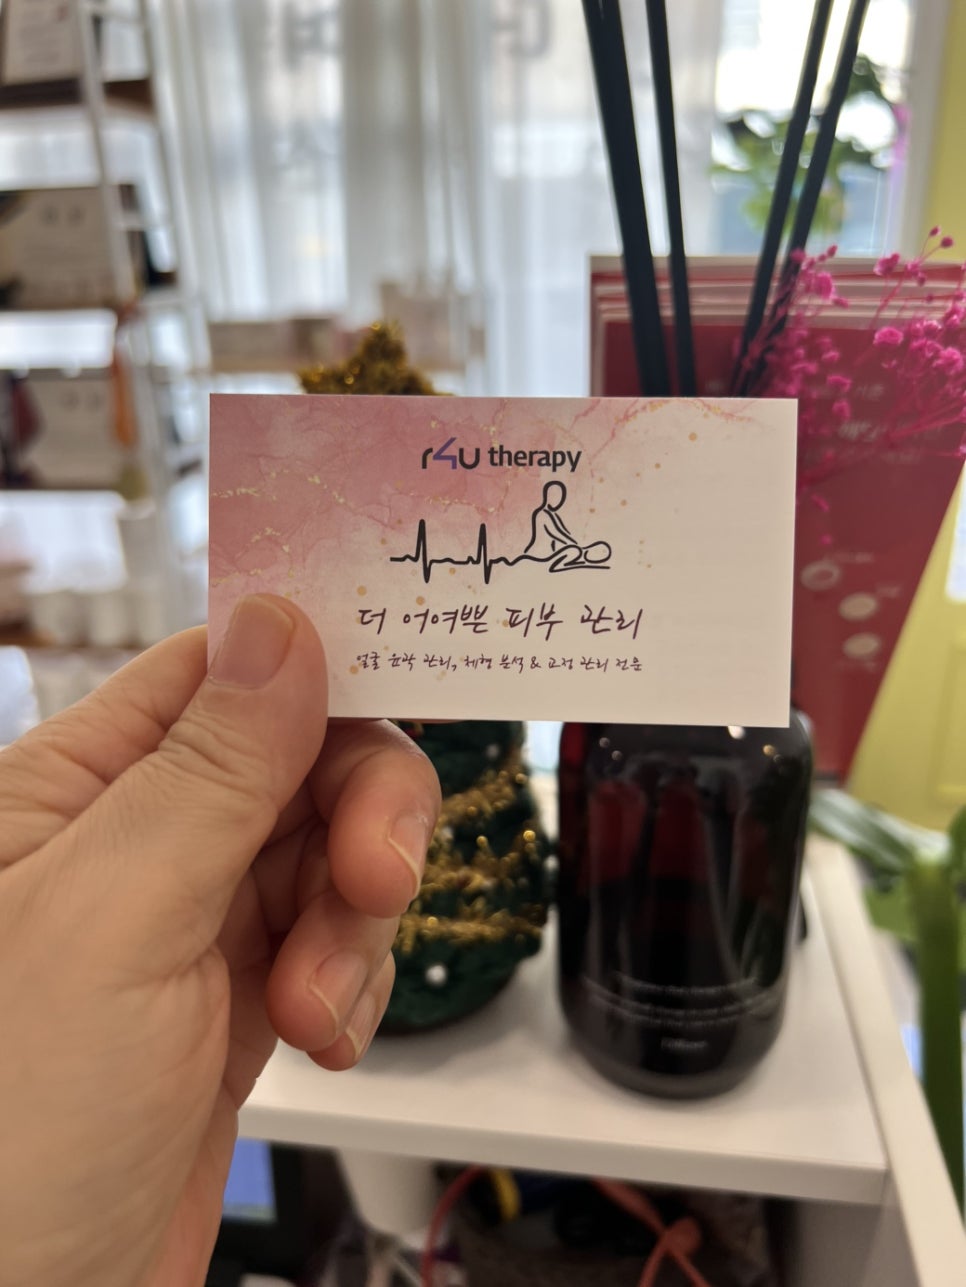 r4u therapy
더 어여쁜 피부 관리
얼굴 윤곽 관리, 체형 분석 & 교정 관리 전문